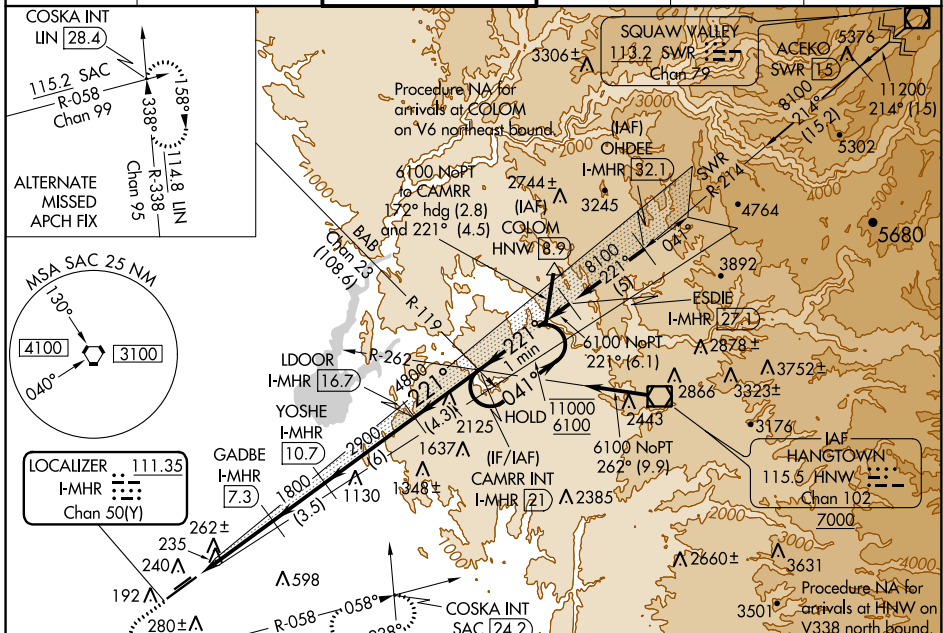 COSKA INT
LIN 28.4
115.2 SAC
R-058
Chan 99
158°
338°
114.8 LIN
R-338
Chan 95
ALTERNATE
MISSED
APCH FIX
MSA SAC 25 NM
130°
4100
3100
040°
LOCALIZER 111.35
I-MHR
Chan 50(Y)
SQUAW VALLEY
113.2 SWR
Chan 79
3306±
ACEKO
SWR 15
5376
11200
214° (15)
8100
214°
(15.2)
5302
3000
Procedure NA for
arrivals at COLOM
on V6 northeast bound.
1000
(IAF)
OHDEE
I-MHR 32.1
SWR
R-214
6100 NoPT
to CAMRR
172° hdg (2.8)
and 221° (4.5)
2744±
3245
4764
5680
(IAF)
COLOM
HNW 8.9
041°
8100
221°
(5)
3892
BAB
Chan 23
(108.6)
R-119
ESDIE
I-MHR 27.1
6100 NoPT
221° (6.1)
2878±
221°
1 min
041°
HOLD
11000
6100
R-262
LDOOR
I-MHR 16.7
4800
221°
(4.3)
2125
2443
2866
3323±
3752±
3176
YOSHE
I-MHR
10.7
2900
(6)
1637
1348±
1130
6100 NoPT
262° (9.9)
(IF/IAF)
CAMRR INT
I-MHR 21
2385
IAF
HANGTOWN
115.5 HNW
Chan 102
7000
GADBE
I-MHR
7.3
1800
(3.5)
262±
235
240
192
280±
598
2660±
3631
3501
2000
3000
4000
Procedure NA for
arrivals at HNW on
V338 north bound.
R-058
058°
COSKA INT
SAC 24.2